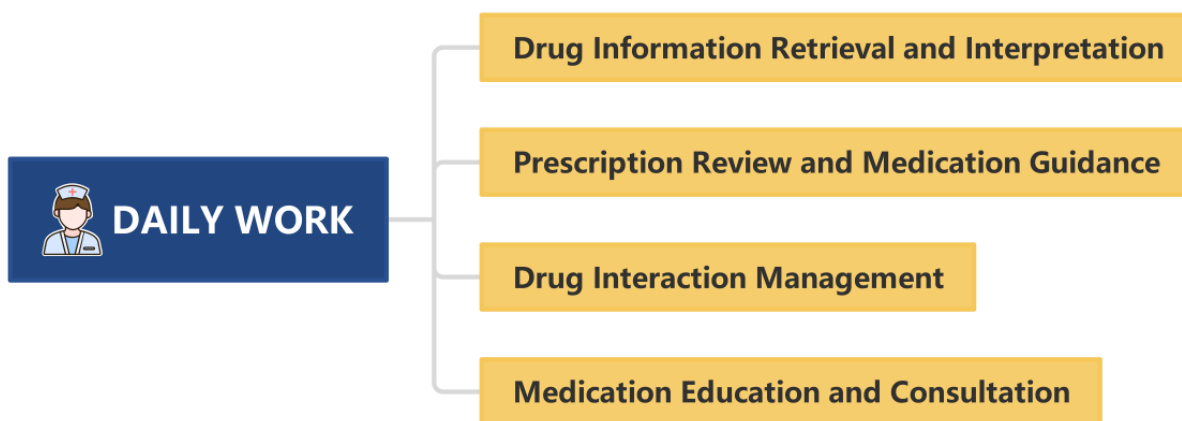 DAILY WORK
Drug Information Retrieval and Interpretation
Prescription Review and Medication Guidance
Drug Interaction Management
Medication Education and Consultation